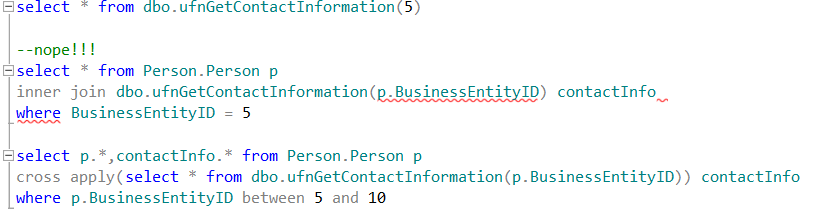 select * from dbo.ufnGetContactInformation(5)
--nope!!!
select * from Person.Person p
inner join dbo.ufnGetContactInformation(p.BusinessEntityID) contactInfo
where BusinessEntityID = 5
select p.*,contactInfo.* from Person.Person p
cross apply(select * from dbo.ufnGetContactInformation(p.BusinessEntityID)) contactInfo
where p.BusinessEntityID between 5 and 10